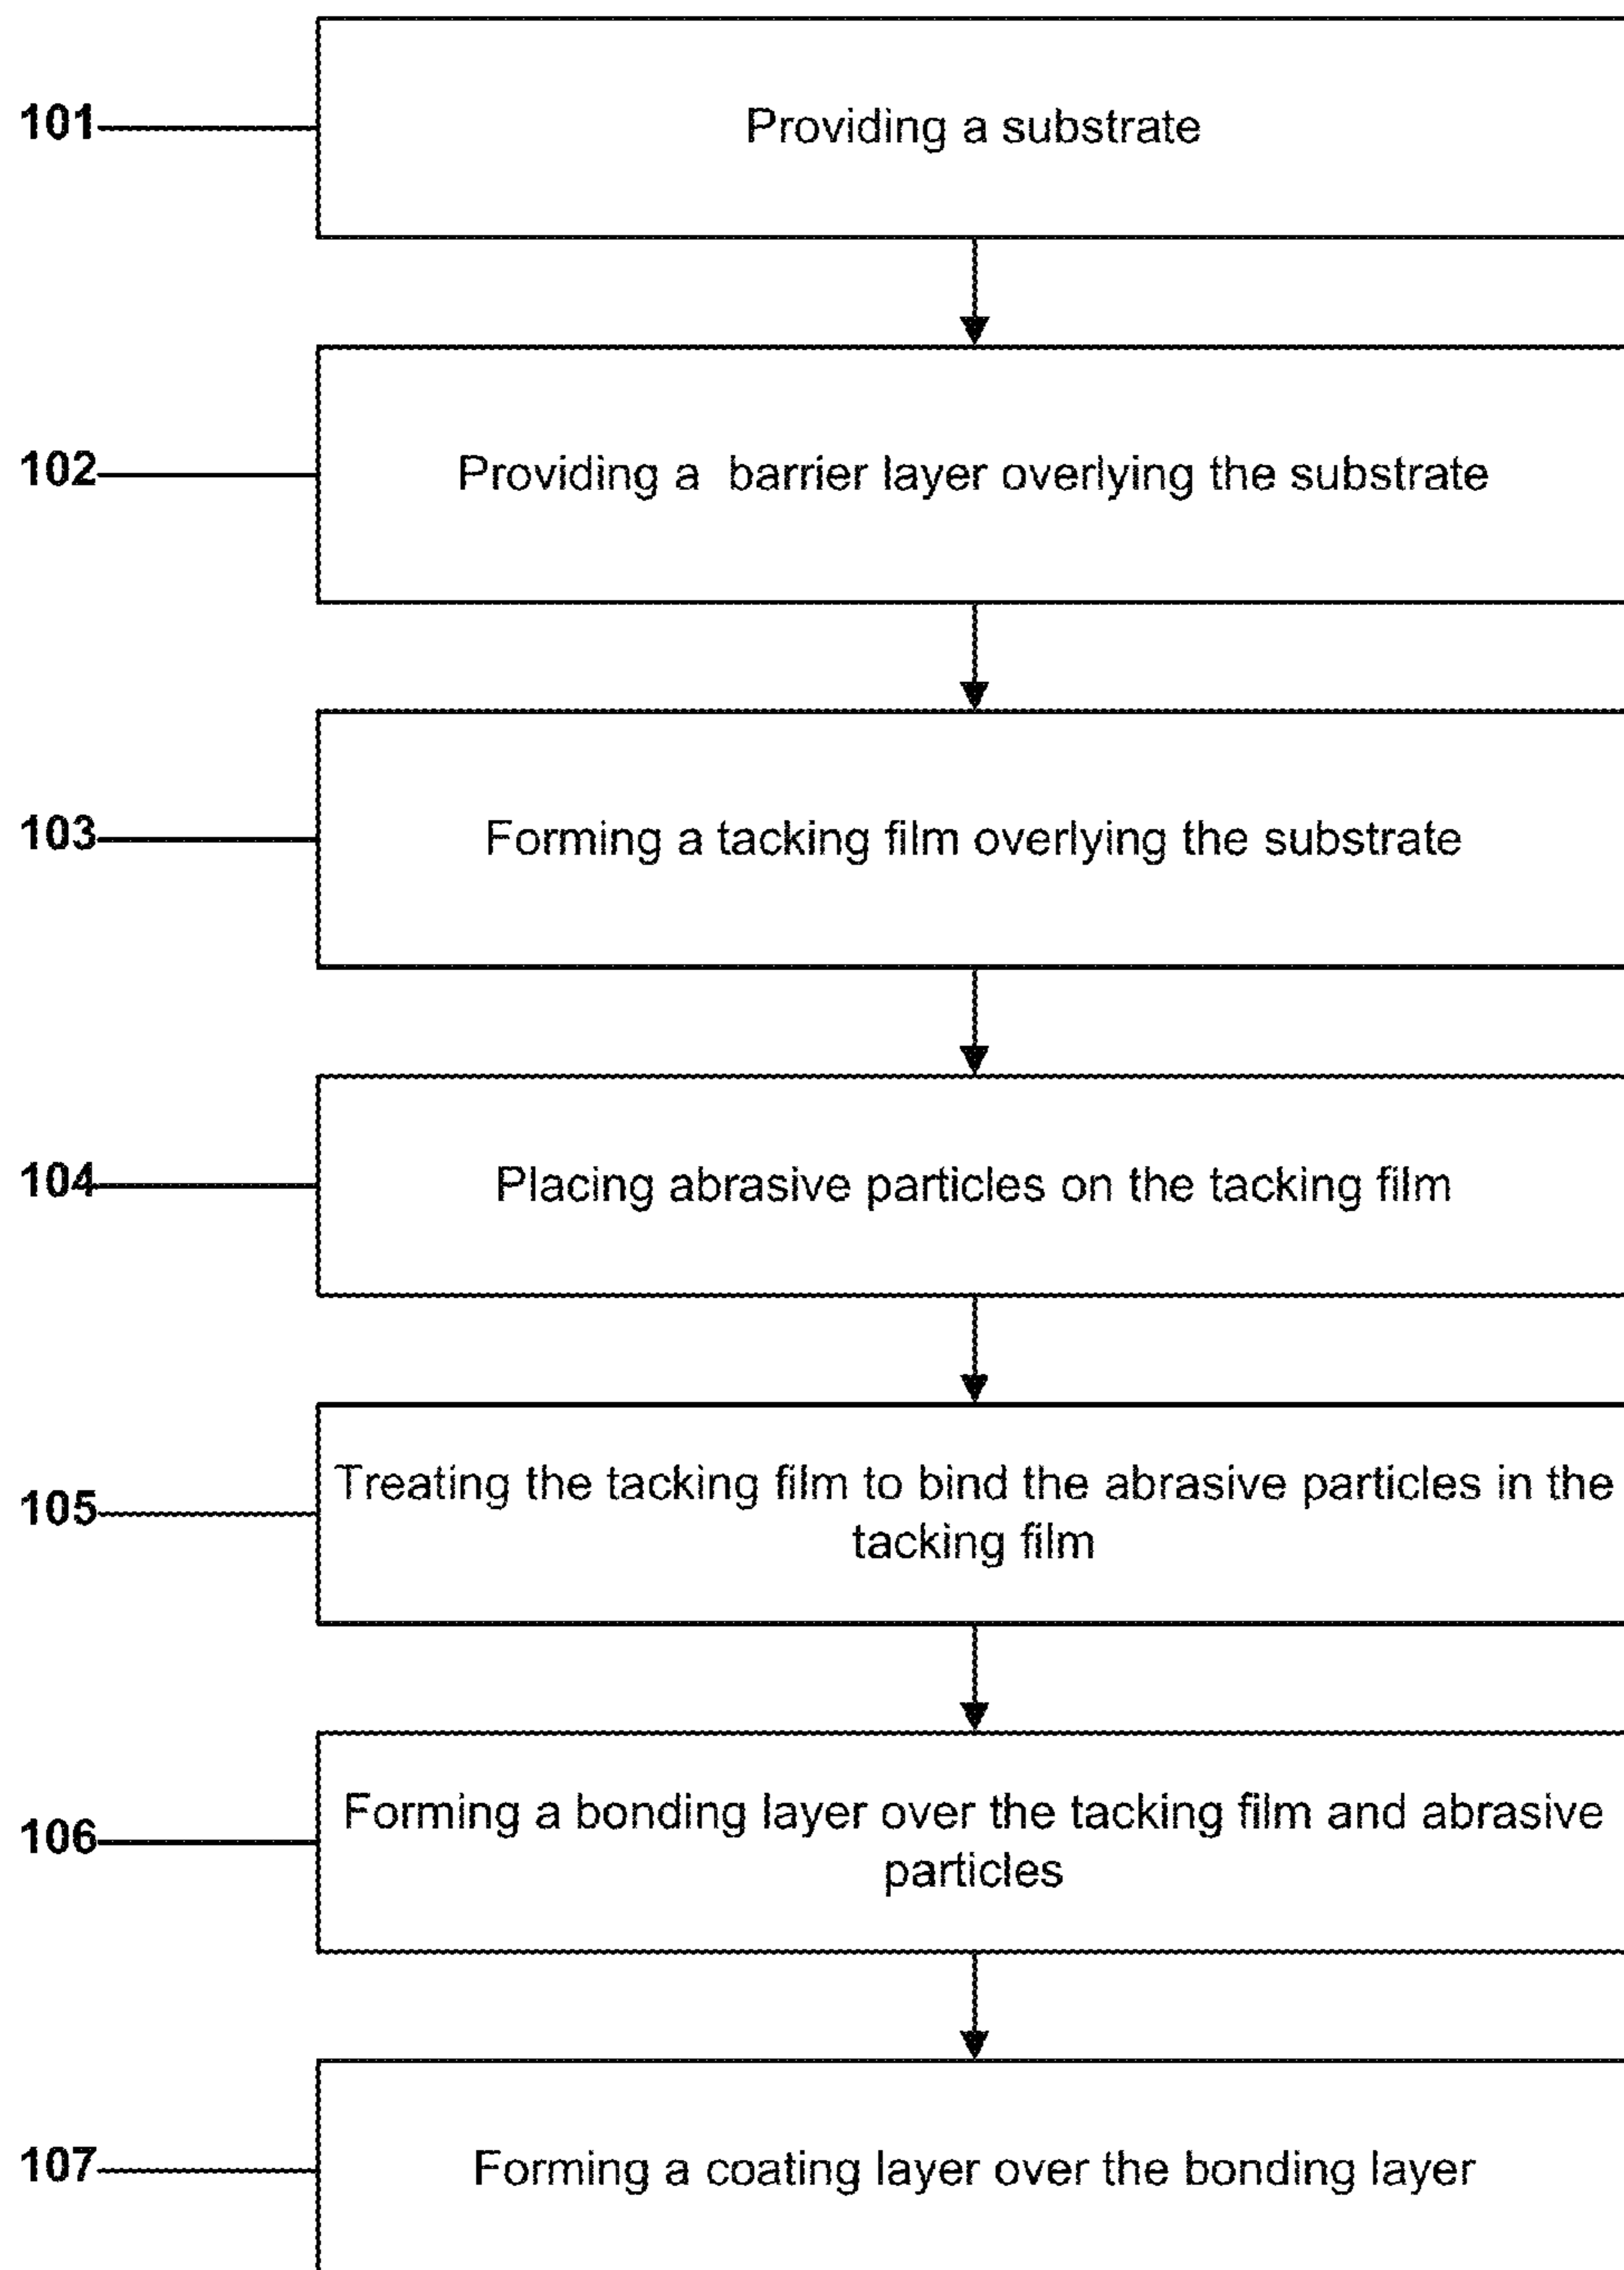 101
Providing a substrate
102
Providing a  barrier layer overlying the substrate
103
Forming a tacking film overlying the substrate
104
Placing abrasive particles on the tacking film
105
Treating the tacking film to bind the abrasive particles in the
tacking film
106
Forming a bonding layer over the tacking film and abrasive
particles
107
Forming a coating layer over the bonding layer